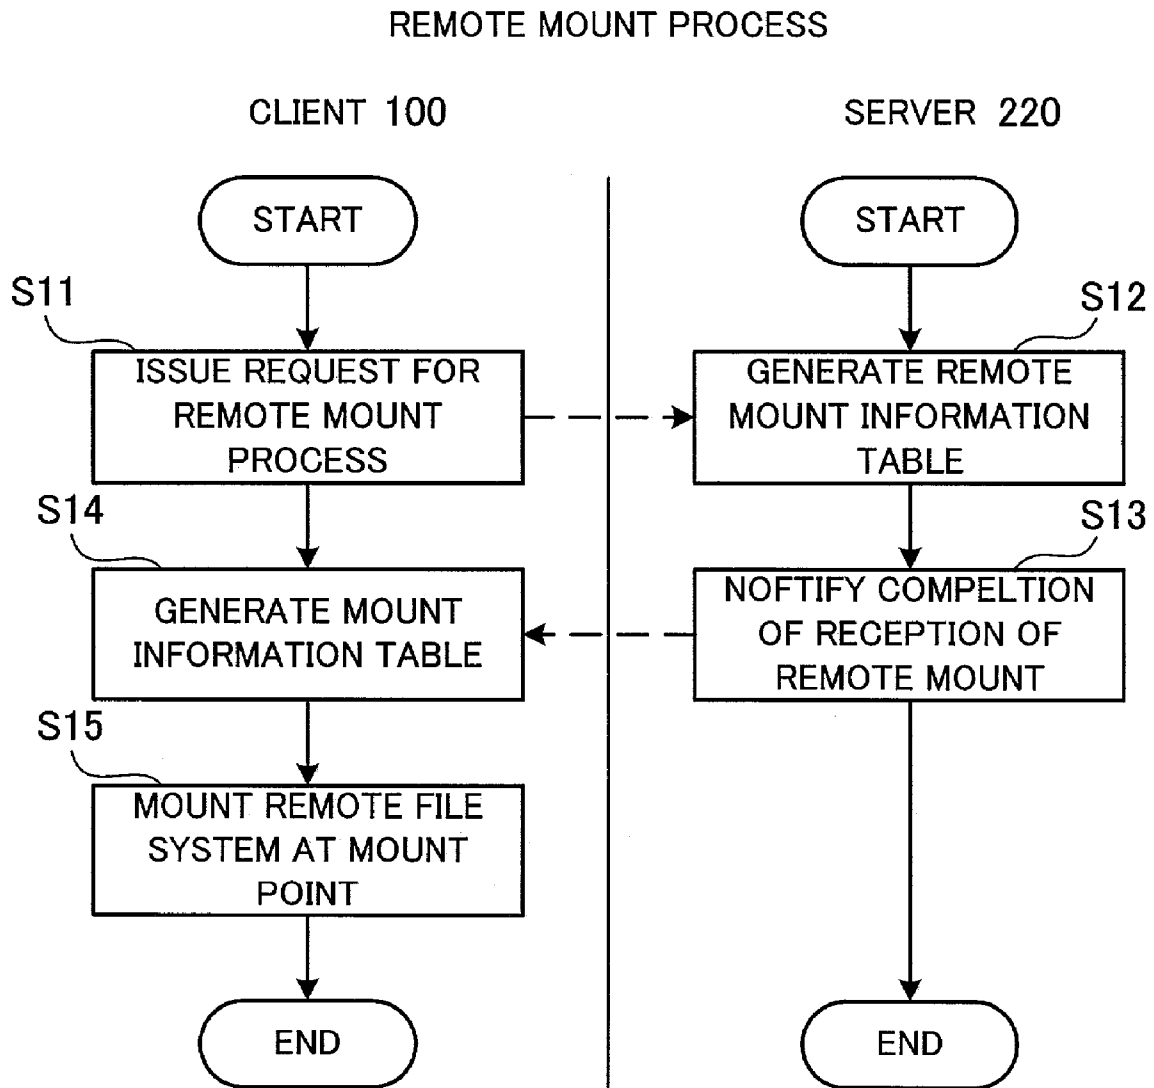 REMOTE MOUNT PROCESS
CLIENT 100
SERVER 220
START
START
S11
ISSUE REQUEST FOR
REMOTE MOUNT
PROCESS
S12
GENERATE REMOTE
MOUNT INFORMATION
TABLE
S14
GENERATE MOUNT
INFORMATION TABLE
S13
NOFTIFY COMPELTION
OF RECEPTION OF
REMOTE MOUNT
S15
MOUNT REMOTE FILE
SYSTEM AT MOUNT
POINT
END
END